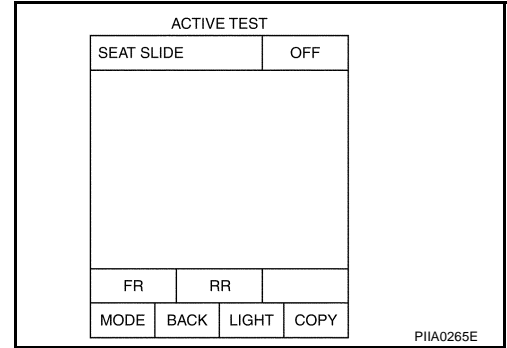 ACTIVE TEST
SEAT SLIDE OFF
FR RR
MODE BACK LIGHT COPY
PIIA0265E